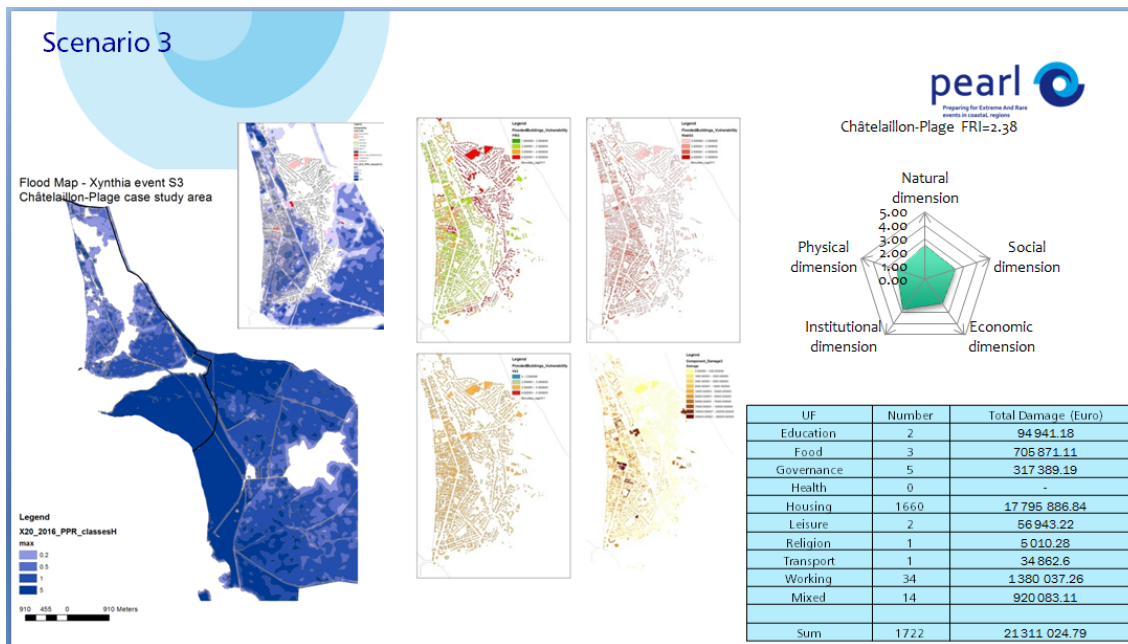 Scenario 3
pearl
Preparing for Extreme And Rare
events in coastal regions
Châtelaillon-Plage FRI=2.38
Flood Map - Xynthia event S3
Châtelaillon-Plage case study area
Legend
X20_2016_PPR_classesH
max
0.2
0.5
1
5
910 455 0 910 Meters
Legend
FloodedBuildings_Vulnerability
Legend
FloodedBuildings_Vulnerability
Legend
FloodedBuildings_Vulnerability
Legend
Component_Damage3
Damage
Natural
dimension
5.00
4.00
3.00
2.00
1.00
0.00
Physical
dimension
Social
dimension
Institutional
dimension
Economic
dimension
UF Number Total Damage (Euro)
Education 2 94 941.18
Food 3 705 871.11
Governance 5 317 389.19
Health 0 -
Housing 1660 17 795 886.84
Leisure 2 56 943.22
Religion 1 5 010.28
Transport 1 34 862.6
Working 34 1 380 037.26
Mixed 14 920 083.11
Sum 1722 21 311 024.79